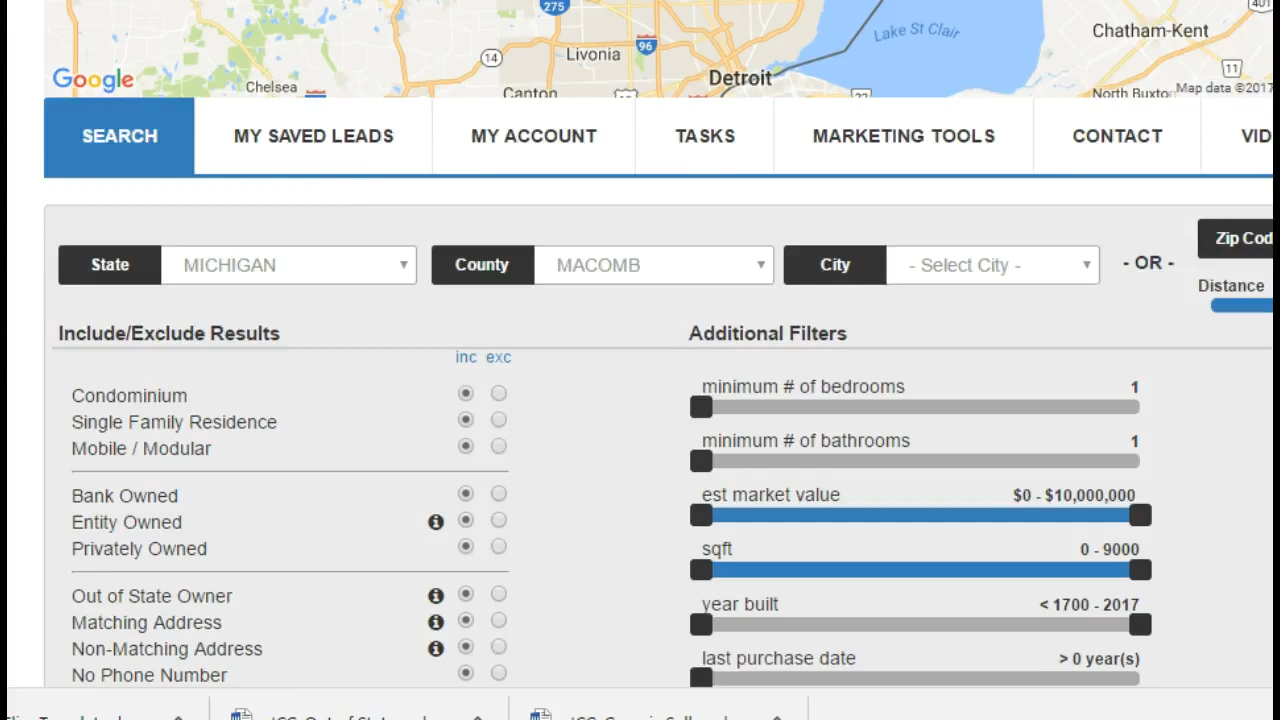 275
401
Chatham-Kent
Lake St Clair
96
14
Livonia
11
Detroit
Google
Chelsea
Canton
North Buxton
Map data ©2017
SEARCH MY SAVED LEADS MY ACCOUNT TASKS MARKETING TOOLS CONTACT VID
Zip Cod
State MICHIGAN County MACOMB City - Select City - - OR -
Distance
Include/Exclude Results Additional Filters
inc exc
Condominium minimum # of bedrooms 1
Single Family Residence
Mobile / Modular minimum # of bathrooms 1
Bank Owned est market value $0 - $10,000,000
Entity Owned
Privately Owned sqft 0 - 9000
Out of State Owner year built < 1700 - 2017
Matching Address
Non-Matching Address last purchase date > 0 year(s)
No Phone Number